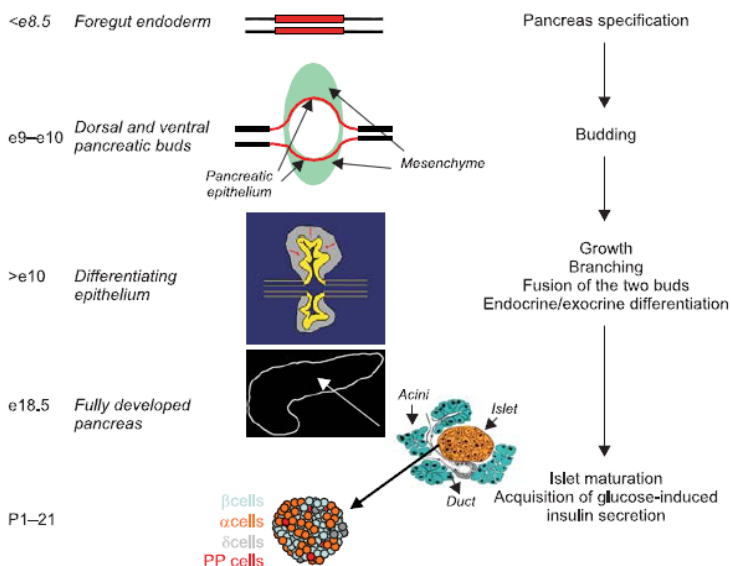 <e8.5 Foregut endoderm
Pancreas specification
e9–e10 Dorsal and ventral
pancreatic buds
Pancreatic
epithelium
Mesenchyme
Budding
>e10 Differentiating
epithelium
Growth
Branching
Fusion of the two buds
Endocrine/exocrine differentiation
e18.5 Fully developed
pancreas
Acini
Islet
Duct
P1–21
βcells
αcells
δcells
PP cells
Islet maturation
Acquisition of glucose-induced
insulin secretion